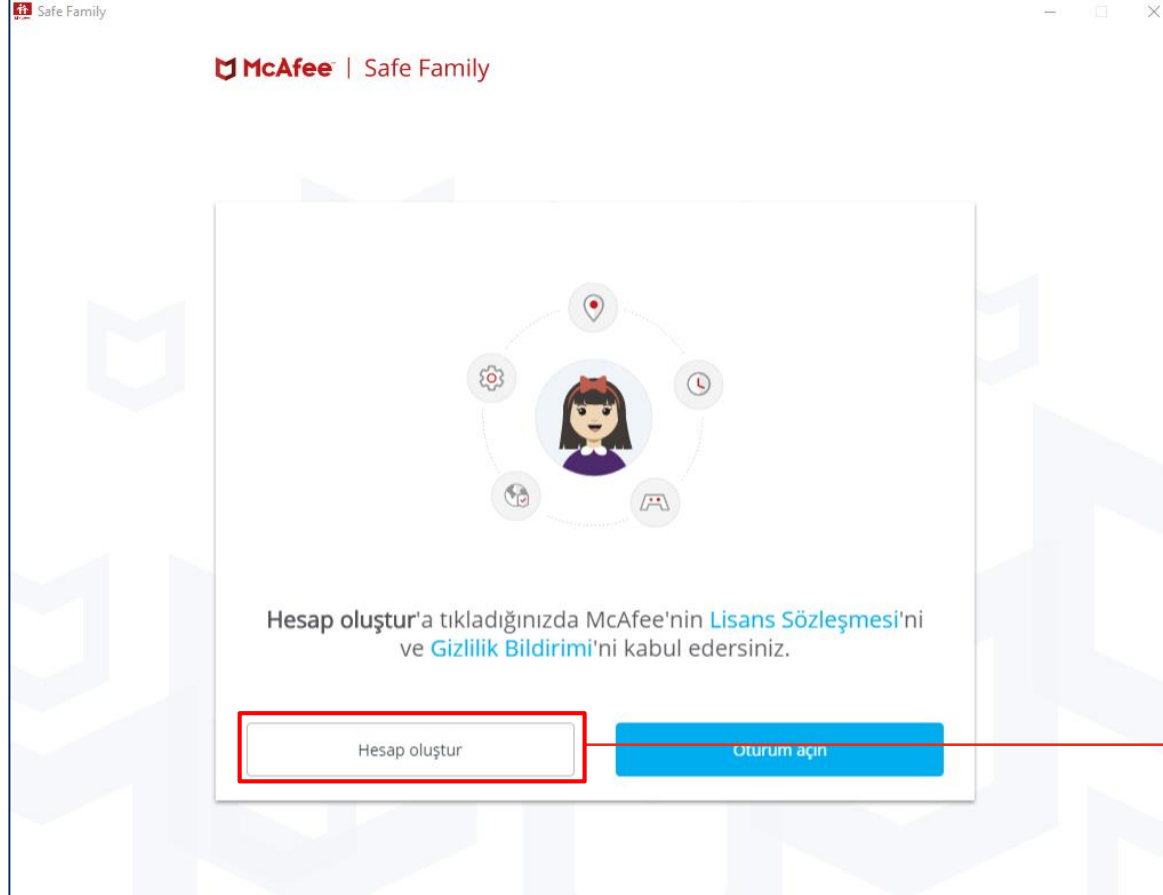 Safe Family
McAfee | Safe Family
Hesap oluştur'a tıkladığınızda McAfee'nin Lisans Sözleşmesi'ni
ve Gizlilik Bildirimi'ni kabul edersiniz.
Hesap oluştur
Oturum açın